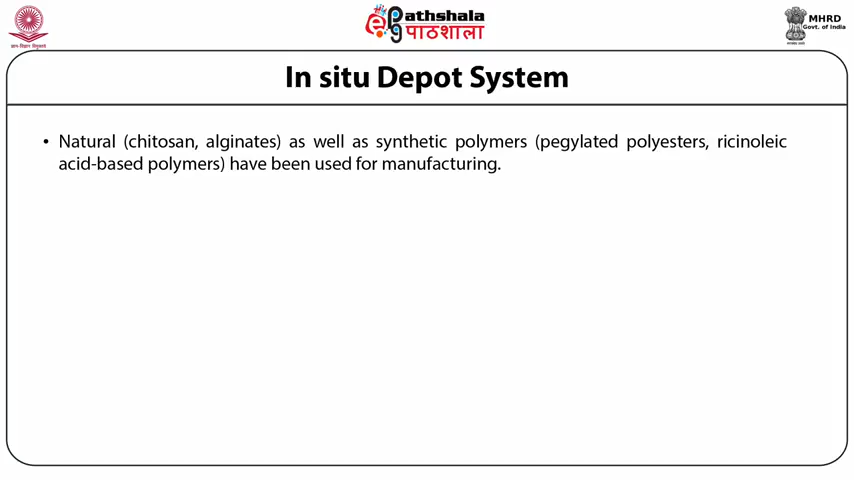 ePathshala
पाठशाला
MHRD
Govt. of India
In situ Depot System
• Natural (chitosan, alginates) as well as synthetic polymers (pegylated polyesters, ricinoleic
acid-based polymers) have been used for manufacturing.